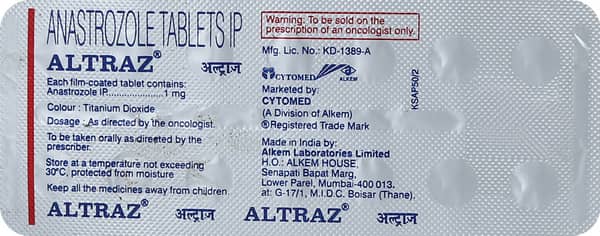 ANASTROZOLE TABLETS IP
ALTRAZ® अल्ट्राज़
Each film-coated tablet contains:
Anastrozole IP.....................1 mg
Colour : Titanium Dioxide
Dosage : As directed by the oncologist.
To be taken orally as directed by the
prescriber.
Store at a temperature not exceeding
30°C, protected from moisture
Keep all the medicines away from children.
ALTRAZ® अल्ट्राज़
Warning: To be sold on the
prescription of an oncologist only.
Mfg. Lic. No.: KD-1389-A
CYTOMED
ALKEM
Marketed by:
CYTOMED
(A Division of Alkem)
®Registered Trade Mark
Made in India by:
Alkem Laboratories Limited
H.O.: ALKEM HOUSE,
Senapati Bapat Marg,
Lower Parel, Mumbai-400 013.
at: G-17/1, M.I.D.C. Boisar (Thane).
ALTRAZ® अल्ट्राज़
KSAP50/2